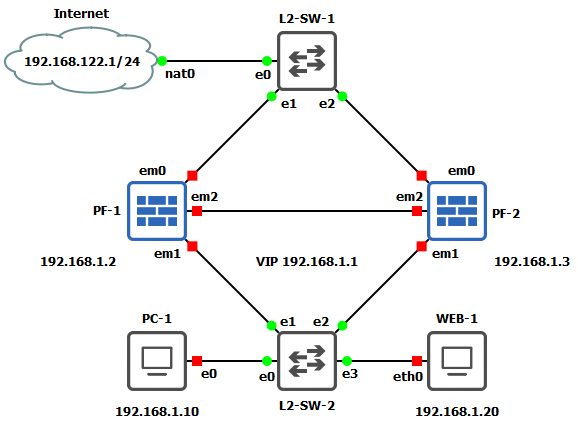 Internet
L2-SW-1
192.168.122.1/24
nat0
e0
e1
e2
em0
em0
PF-1
em2
em2
PF-2
em1
em1
192.168.1.2
VIP 192.168.1.1
192.168.1.3
PC-1
e1
e2
WEB-1
e0
e0
e3
eth0
L2-SW-2
192.168.1.10
192.168.1.20